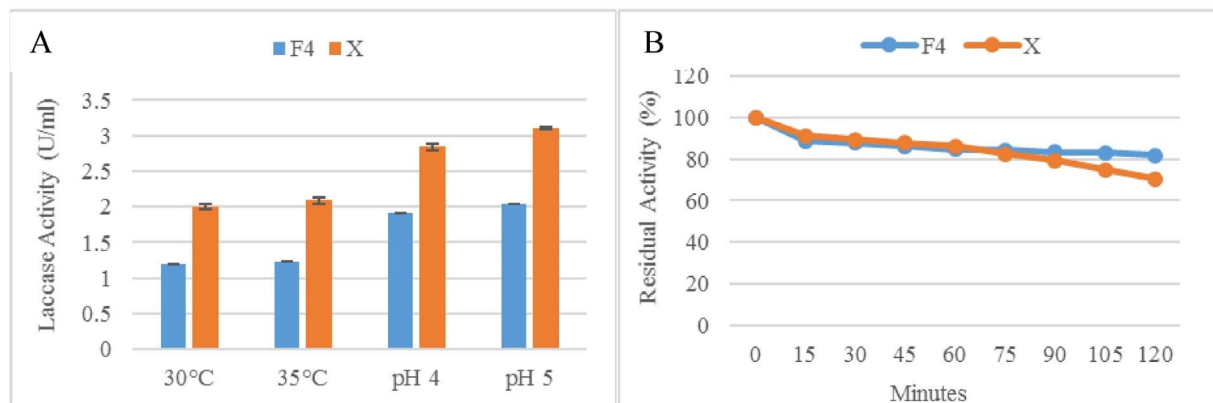 A
F4 X
3.5
3
2.5
2
1.5
1
0.5
0
Laccase Activity (U/ml)
30°C 35°C pH 4 pH 5
B
F4 X
120
100
80
60
40
20
0
Residual Activity (%)
0 15 30 45 60 75 90 105 120
Minutes